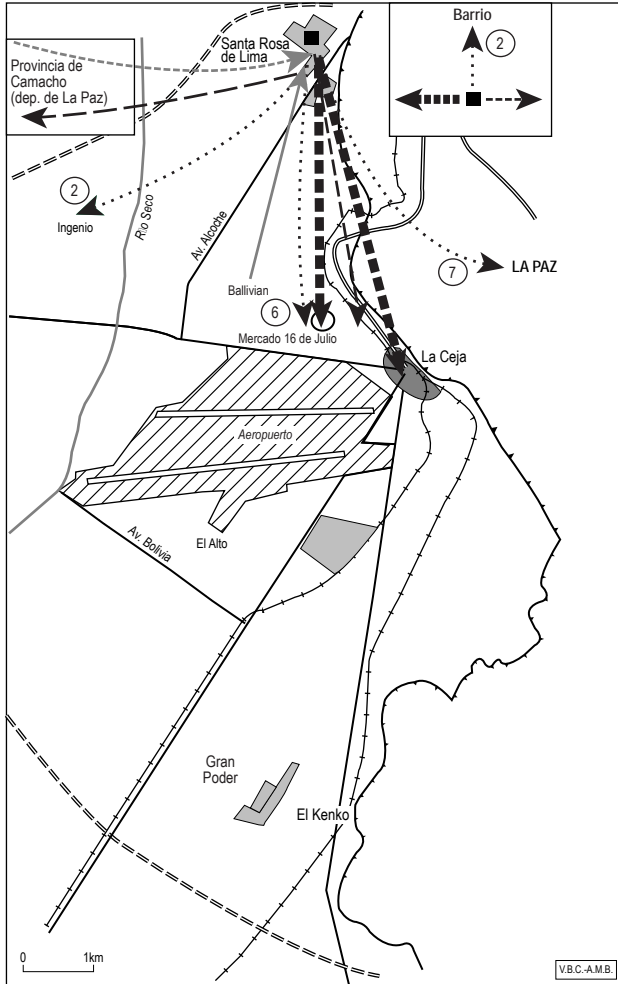 Barrio
2
Santa Rosa
de Lima
Provincia de
Camacho
(dep. de La Paz)
2
Ingenio
Río Seco
Av. Alcoche
7
LA PAZ
Ballivian
6
Mercado 16 de Julio
La Ceja
Aeropuerto
Av. Bolivia
El Alto
Gran
Poder
El Kenko
0 1km
V.B.C.-A.M.B.